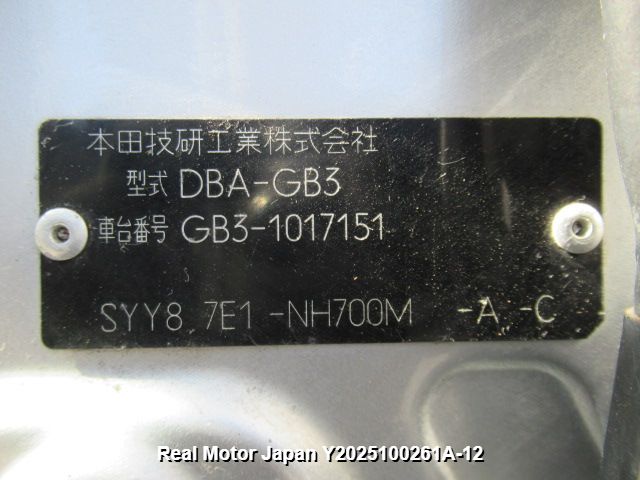 本田技研工業株式会社
型式 DBA-GB3
車台番号 GB3-1017151
SYY8 7E1 -NH700M -A -C
Real Motor Japan Y2025100261A-12